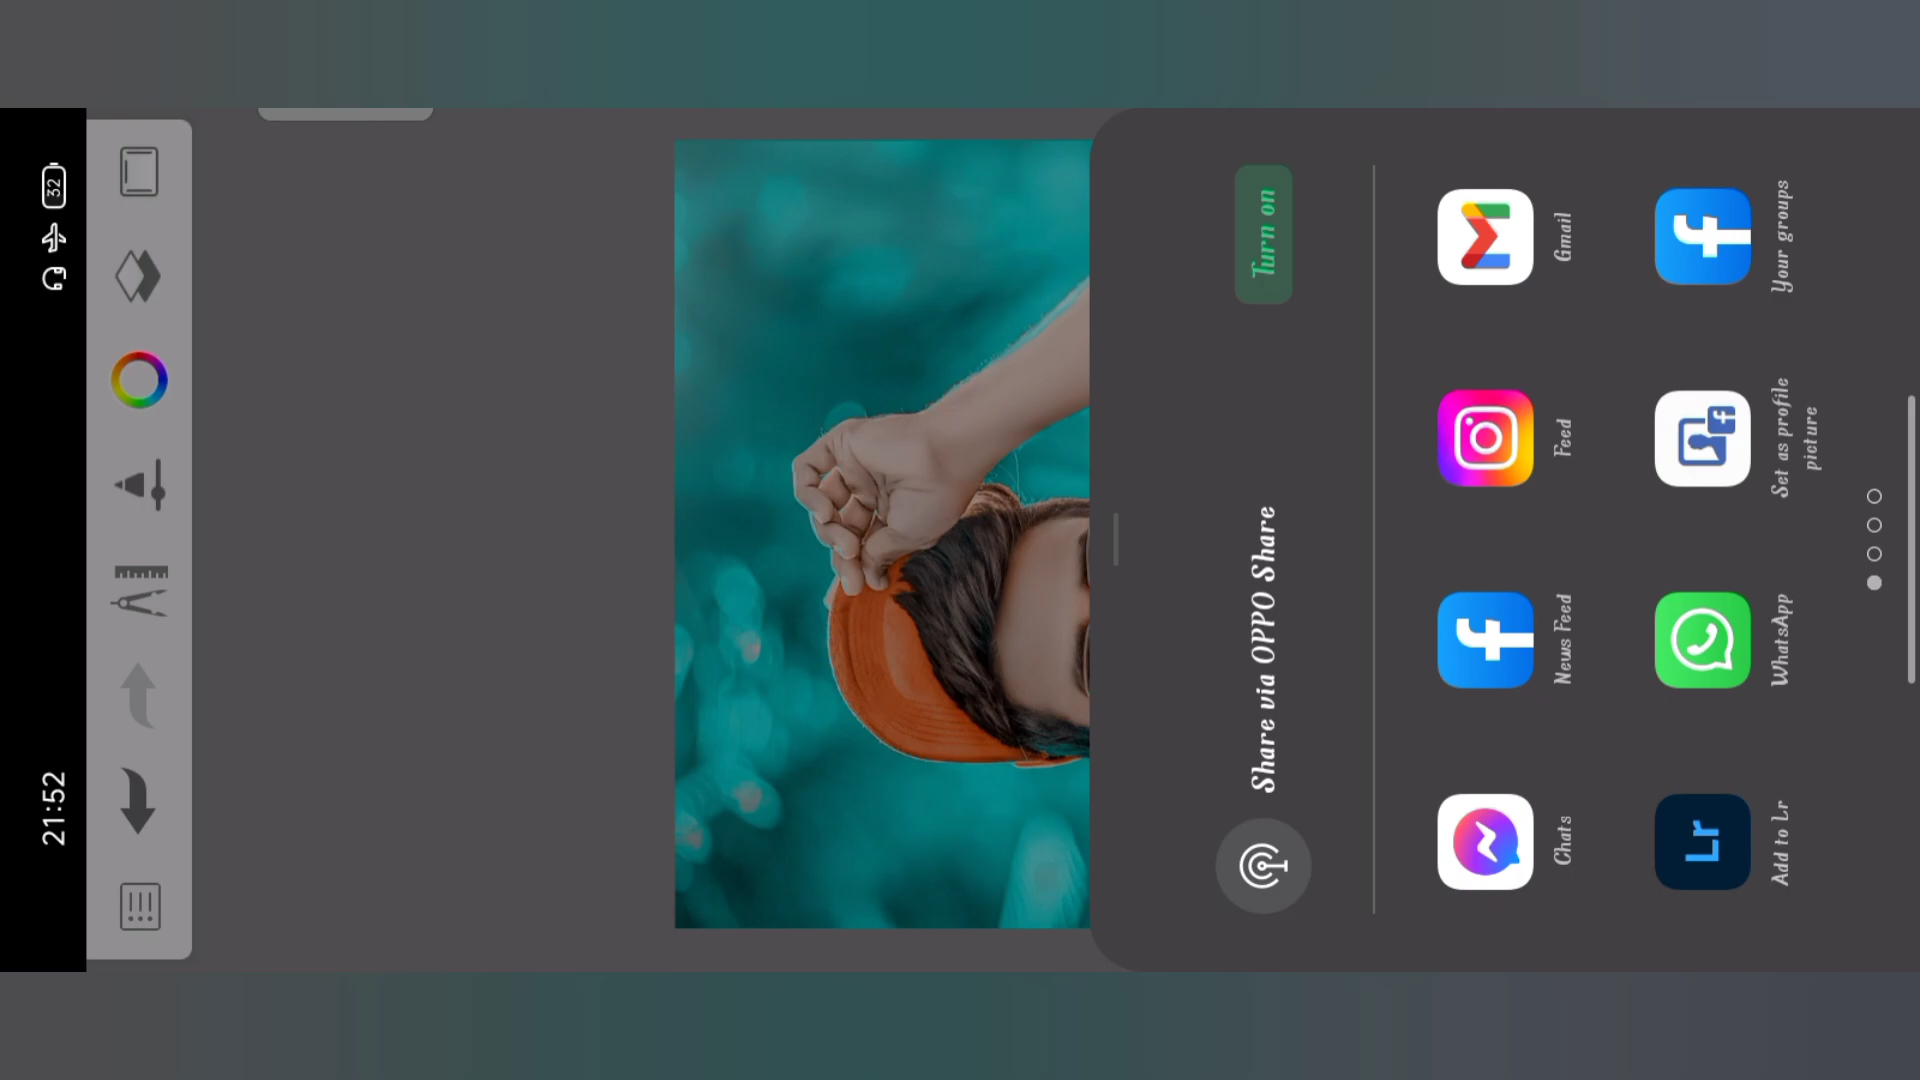 21:52
32
Share via OPPO Share
Turn on
Chats
News Feed
Feed
Gmail
Lr
Add to Lr
WhatsApp
Set as profile
picture
Your groups